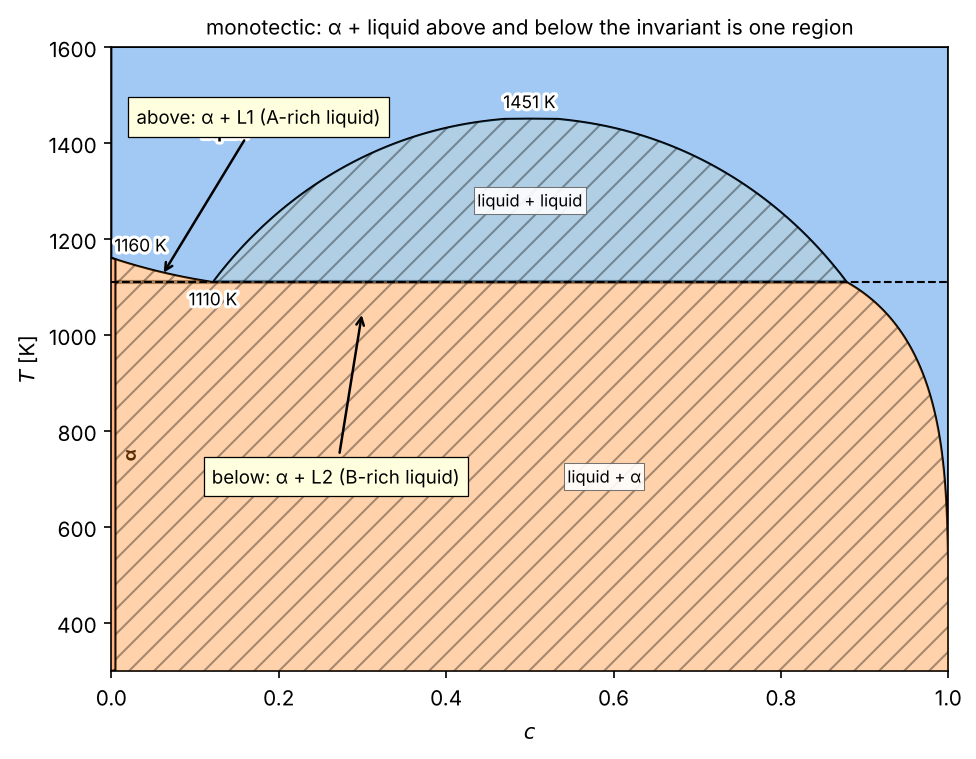 monotectic: α + liquid above and below the invariant is one region
1600
above: α + L1 (A-rich liquid)
1451 K
1400
liquid + liquid
1200
1160 K
1110 K
1000
T [K]
800
α
below: α + L2 (B-rich liquid)
liquid + α
600
400
0.0 0.2 0.4 0.6 0.8 1.0
c